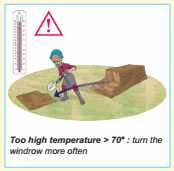 Too high temperature > 70° : turn the
windrow more often